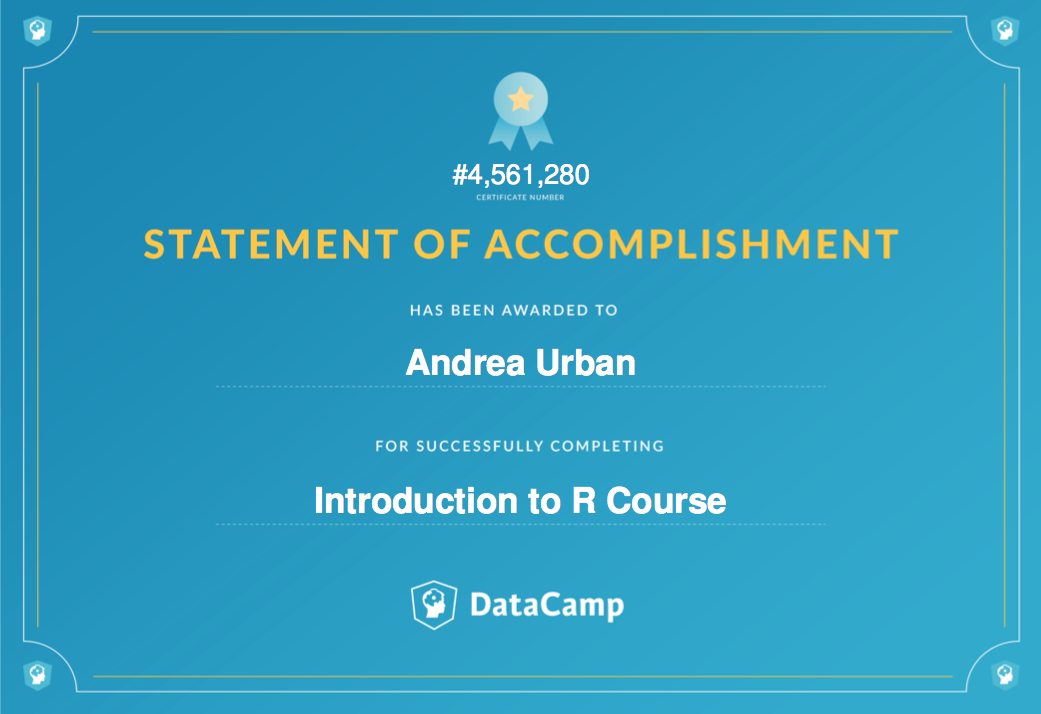 #4,561,280
CERTIFICATE NUMBER
STATEMENT OF ACCOMPLISHMENT
HAS BEEN AWARDED TO
Andrea Urban
FOR SUCCESSFULLY COMPLETING
Introduction to R Course
DataCamp